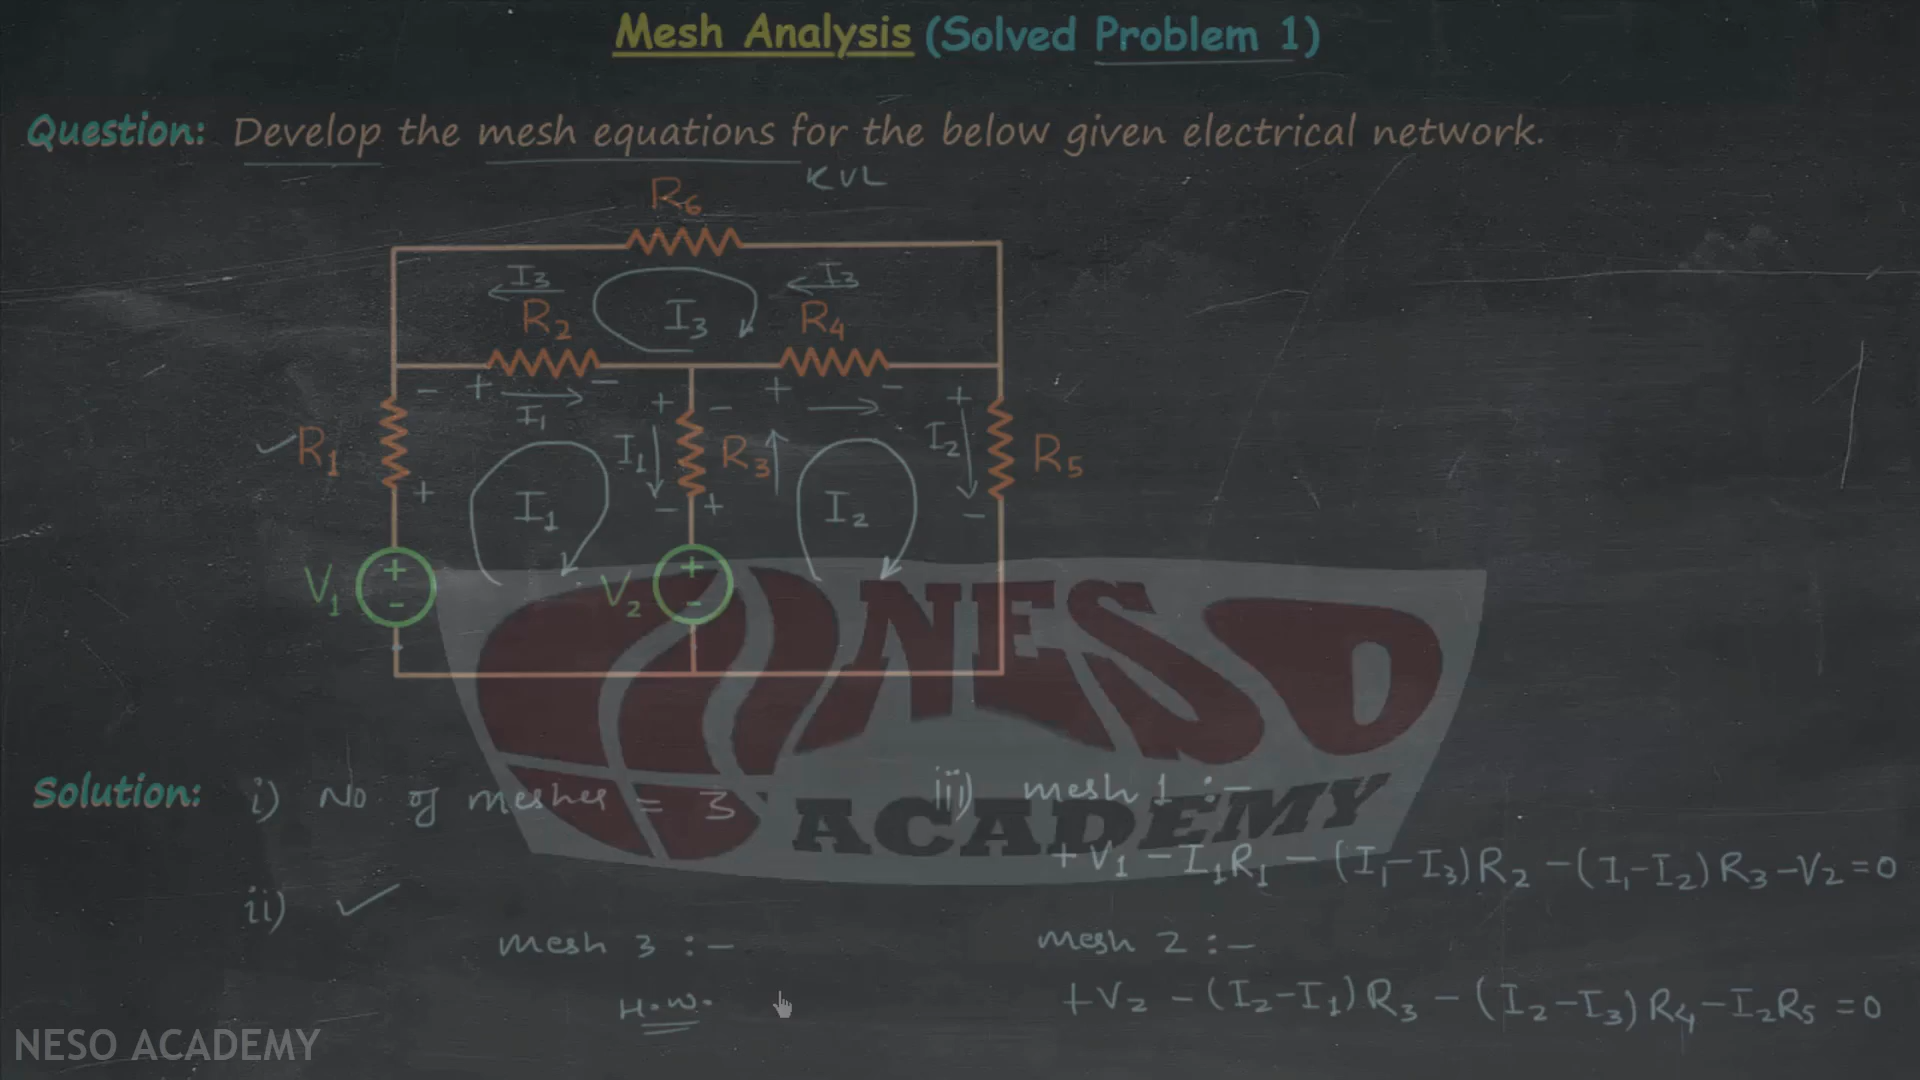 Mesh Analysis (Solved Problem 1)
Question: Develop the mesh equations for the below given electrical network.
KVL
R6
I3 I3
R2 I3 R4
- + - + - + - +
I1
R1 I1 R3 I2 R5
+ I1 - + I2 -
V1 + - V2 + -
NESO
ACADEMY
Solution: i) No of meshes = 3
iii) mesh 1 :-
+V1 - I1R1 - (I1-I3)R2 - (I1-I2)R3 - V2 = 0
ii) ✓
mesh 3 :-
H.W.
mesh 2 :-
+V2 - (I2-I1)R3 - (I2-I3)R4 - I2R5 = 0
NESO ACADEMY